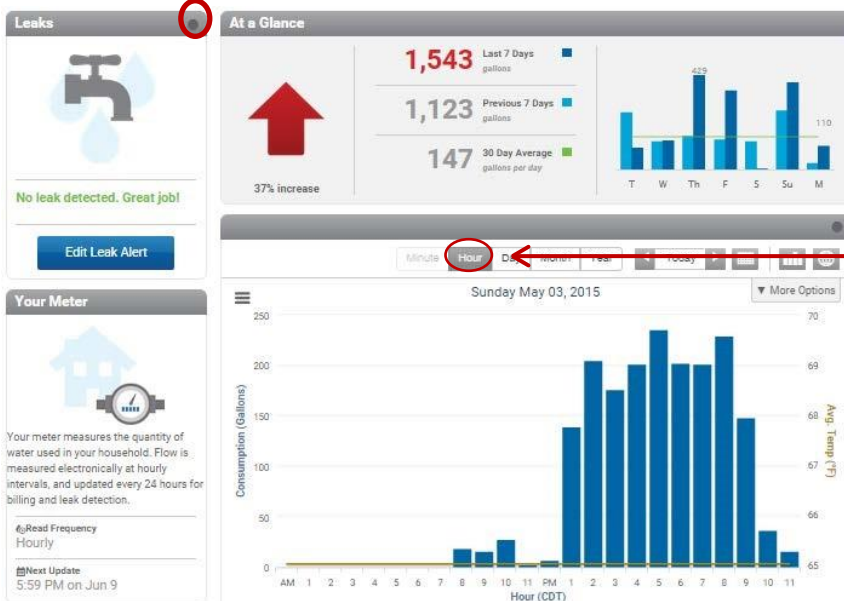 Leaks
No leak detected. Great job!
Edit Leak Alert
Your Meter
Your meter measures the quantity of
water used in your household. Flow is
measured electronically at hourly
intervals, and updated every 24 hours for
billing and leak detection.
Read Frequency
Hourly
Next Update
5:59 PM on Jun 9
At a Glance
37% increase
1,543 Last 7 Days
gallons
1,123 Previous 7 Days
gallons
147 30 Day Average
gallons per day
429
110
T W Th F S Su M
Minute Hour Day Month Year Today
Sunday May 03, 2015
▼ More Options
Consumption (Gallons)
250
200
150
100
50
0
70
69
68
67
66
65
Avg. Temp (°F)
AM 1 2 3 4 5 6 7 8 9 10 11 PM 1 2 3 4 5 6 7 8 9 10 11
Hour (CDT)